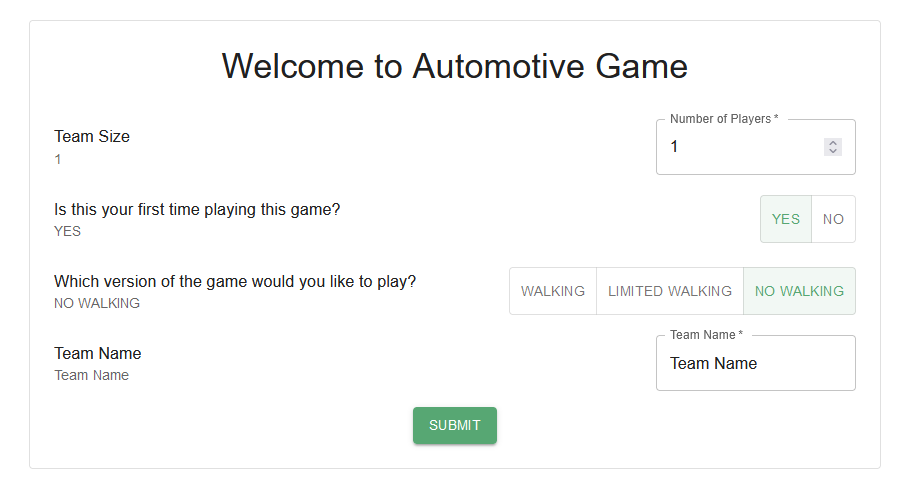 Welcome to Automotive Game
Team Size
1
Number of Players *
1
Is this your first time playing this game?
YES
YES NO
Which version of the game would you like to play?
NO WALKING
WALKING LIMITED WALKING NO WALKING
Team Name
Team Name
Team Name *
Team Name
SUBMIT